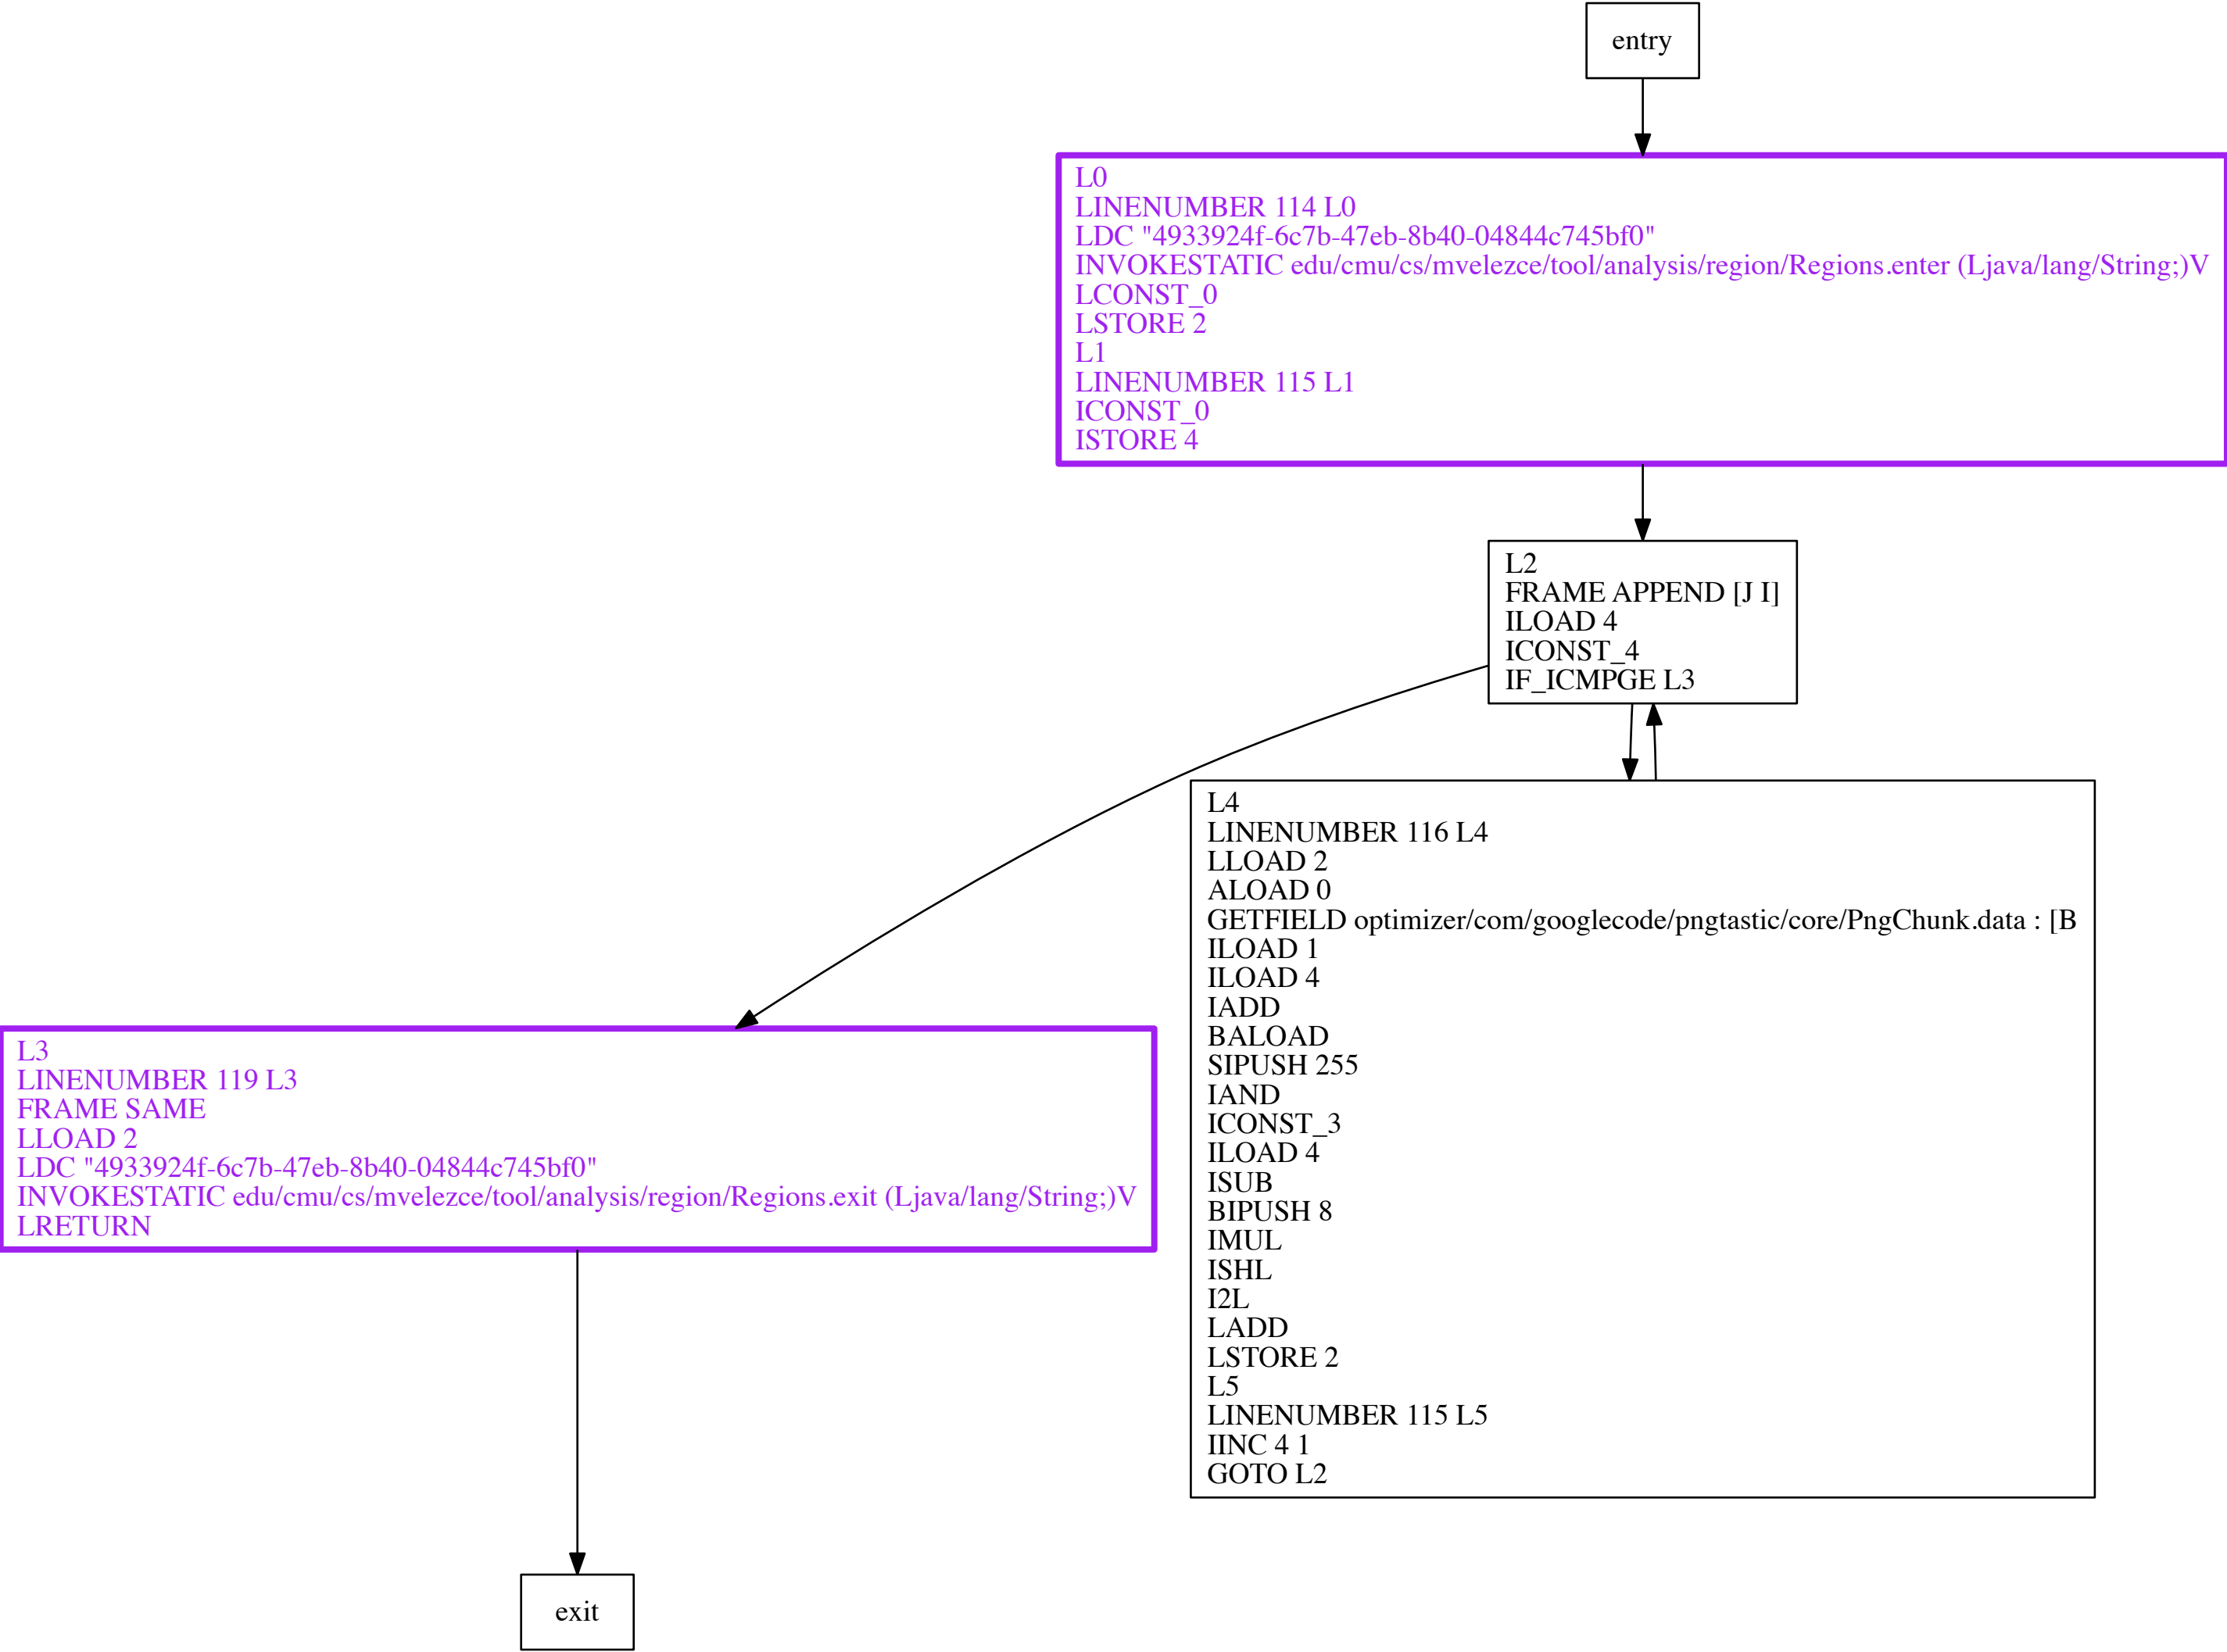 entry
L0
LINENUMBER 114 L0
LDC "4933924f-6c7b-47eb-8b40-04844c745bf0"
INVOKESTATIC edu/cmu/cs/mvelezce/tool/analysis/region/Regions.enter (Ljava/lang/String;)V
LCONST_0
LSTORE 2
L1
LINENUMBER 115 L1
ICONST_0
ISTORE 4
L2
FRAME APPEND [J I]
ILOAD 4
ICONST_4
IF_ICMPGE L3
L4
LINENUMBER 116 L4
LLOAD 2
ALOAD 0
GETFIELD optimizer/com/googlecode/pngtastic/core/PngChunk.data : [B
ILOAD 1
ILOAD 4
IADD
BALOAD
SIPUSH 255
IAND
ICONST_3
ILOAD 4
ISUB
BIPUSH 8
IMUL
ISHL
I2L
LADD
LSTORE 2
L5
LINENUMBER 115 L5
IINC 4 1
GOTO L2
L3
LINENUMBER 119 L3
FRAME SAME
LLOAD 2
LDC "4933924f-6c7b-47eb-8b40-04844c745bf0"
INVOKESTATIC edu/cmu/cs/mvelezce/tool/analysis/region/Regions.exit (Ljava/lang/String;)V
LRETURN
exit